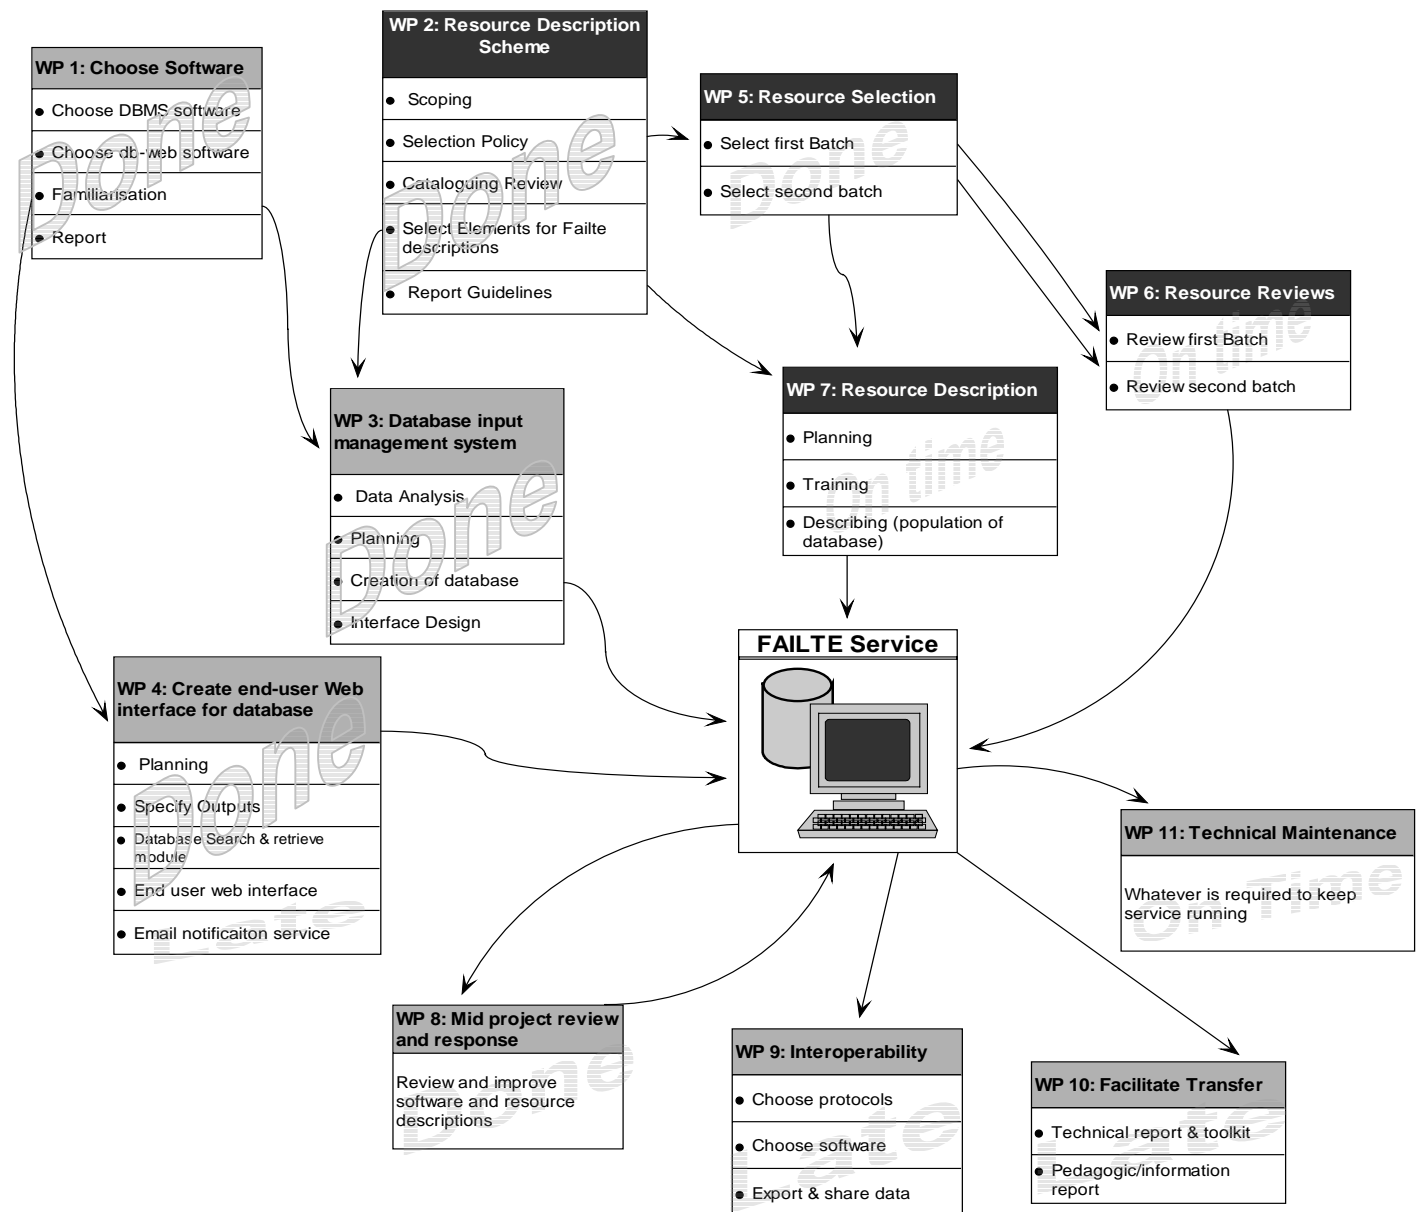 WP 1: Choose Software
Choose DBMS software
Choose db-web software
Familiarisation
Report
Done
WP 2: Resource Description
Scheme
Scoping
Selection Policy
Cataloguing Review
Select Elements for Failte
descriptions
Report Guidelines
Done
WP 5: Resource Selection
Select first Batch
Select second batch
Done
WP 6: Resource Reviews
Review first Batch
Review second batch
On time
WP 3: Database input
management system
Data Analysis
Planning
Creation of database
Interface Design
Done
WP 7: Resource Description
Planning
Training
Describing (population of
database)
On time
WP 4: Create end-user Web
interface for database
Planning
Specify Outputs
Database Search & retrieve
module
End user web interface
Email notificaiton service
Done
Late
FAILTE Service
WP 11: Technical Maintenance
Whatever is required to keep
service running
On Time
WP 8: Mid project review
and response
Review and improve
software and resource
descriptions
Done
WP 9: Interoperability
Choose protocols
Choose software
Export & share data
Late
WP 10: Facilitate Transfer
Technical report & toolkit
Pedagogic/information
report
Late